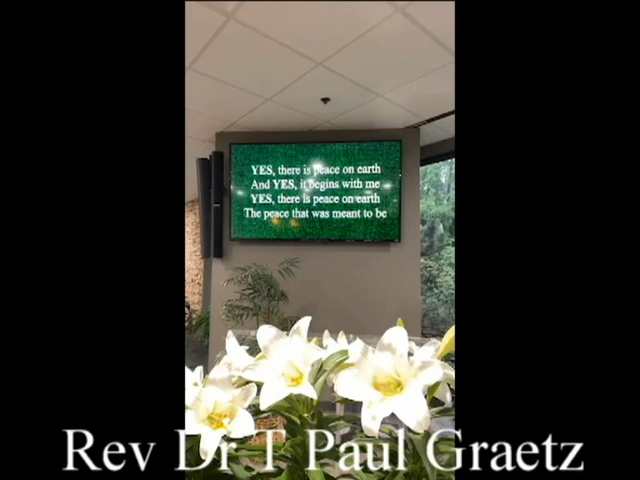 YES, there is peace on earth
And YES, it begins with me
YES, there is peace on earth
The peace that was meant to be
Rev Dr T Paul Graetz